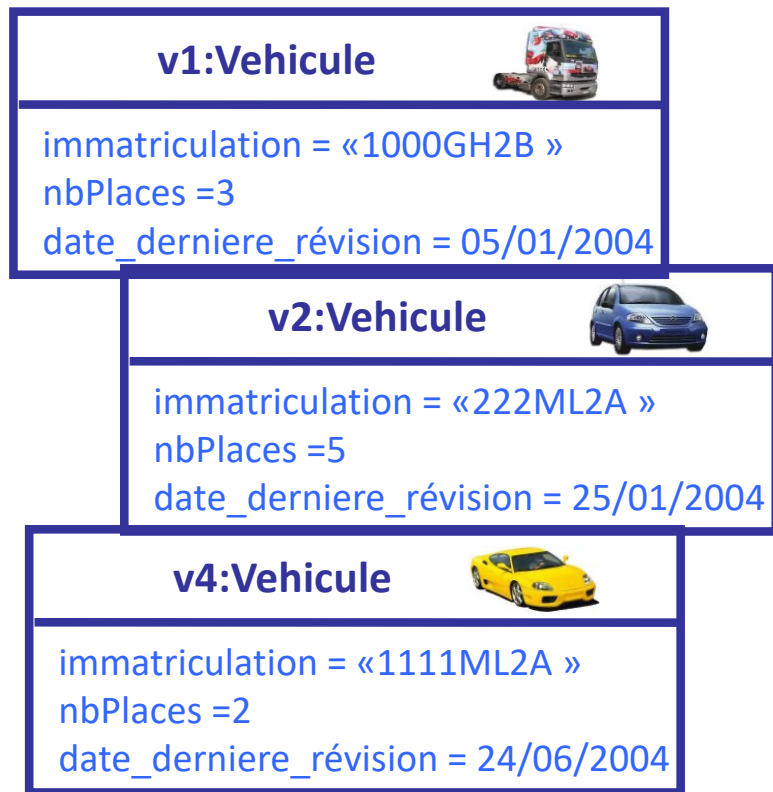 v1:Vehicule
immatriculation = «1000GH2B »
nbPlaces =3
date_derniere_révision = 05/01/2004
v2:Vehicule
immatriculation = «222ML2A »
nbPlaces =5
date_derniere_révision = 25/01/2004
v4:Vehicule
immatriculation = «1111ML2A »
nbPlaces =2
date_derniere_révision = 24/06/2004